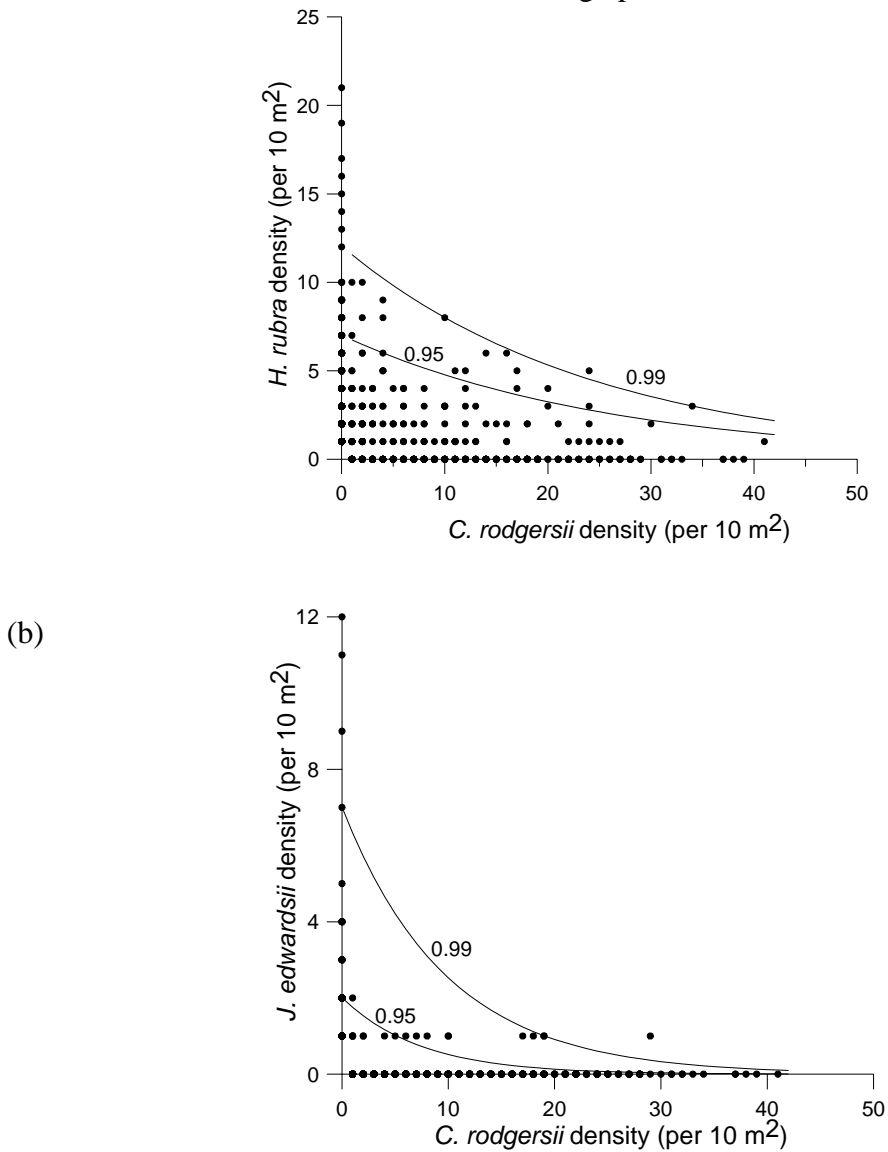 25
20
15
10
5
0
H. rubra density (per 10 m2)
0.95
0.99
0 10 20 30 40 50
C. rodgersii density (per 10 m2)
(b)
12
8
4
0
J. edwardsii density (per 10 m2)
0.99
0.95
0 10 20 30 40 50
C. rodgersii density (per 10 m2)